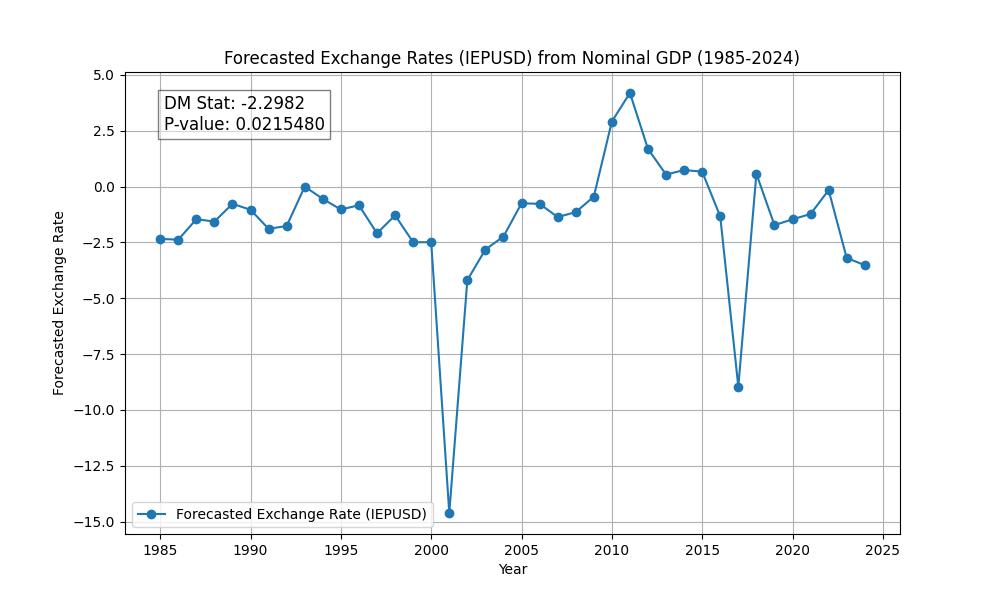 Forecasted Exchange Rates (IEPUSD) from Nominal GDP (1985-2024)
5.0
2.5
0.0
−2.5
−5.0
−7.5
−10.0
−12.5
−15.0
Forecasted Exchange Rate
DM Stat: -2.2982
P-value: 0.0215480
Forecasted Exchange Rate (IEPUSD)
1985 1990 1995 2000 2005 2010 2015 2020 2025
Year